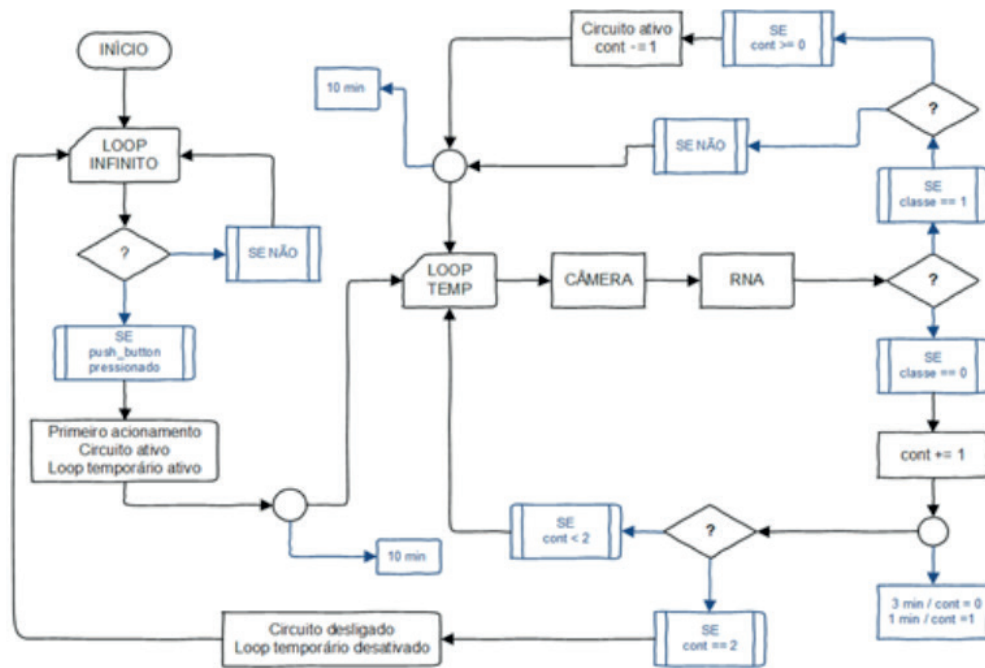 INÍCIO
LOOP
INFINITO
?
SE NÃO
SE
push_button
pressionado
Primeiro acionamento
Circuito ativo
Loop temporário ativo
10 min
Circuito ativo
cont -= 1
SE
cont >= 0
?
10 min
SE NÃO
SE
classe == 1
LOOP
TEMP
CÂMERA
RNA
?
SE
classe == 0
cont += 1
3 min / cont = 0
1 min / cont =1
?
SE
cont < 2
SE
cont == 2
Circuito desligado
Loop temporário desativado